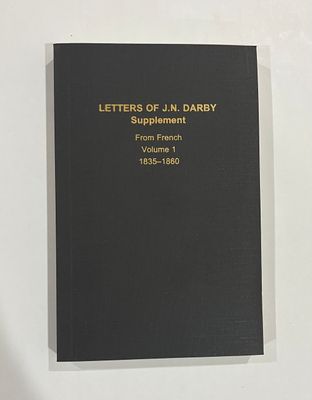 LETTERS OF J.N. DARBY
Supplement
From French
Volume 1
1835–1860